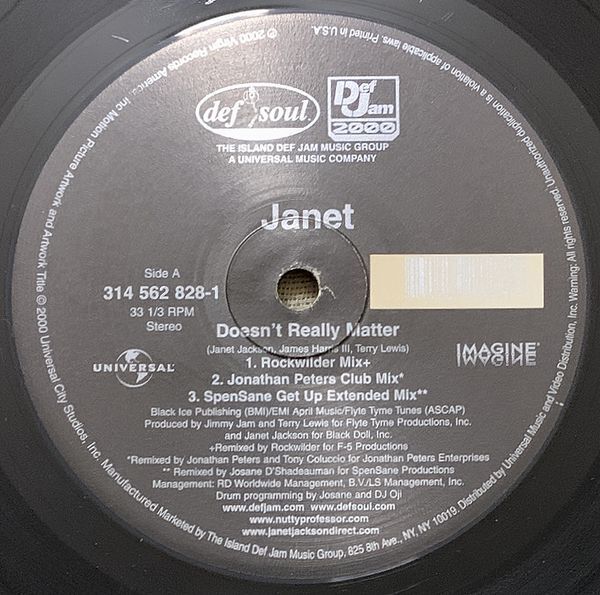 def soul
Def Jam 2000
THE ISLAND DEF JAM MUSIC GROUP
A UNIVERSAL MUSIC COMPANY
Janet
Side A
314 562 828-1
33 1/3 RPM
Stereo
UNIVERSAL
IMAGINE
Doesn't Really Matter
(Janet Jackson, James Harris III, Terry Lewis)
1. Rockwilder Mix+
2. Jonathan Peters Club Mix*
3. SpenSane Get Up Extended Mix**
Black Ice Publishing (BMI)/EMI April Music/Flyte Tyme Tunes (ASCAP)
Produced by Jimmy Jam and Terry Lewis for Flyte Tyme Productions, Inc.
and Janet Jackson for Black Doll, Inc.
+Remixed by Rockwilder for F-5 Productions
*Remixed by Jonathan Peters and Tony Coluccio for Jonathan Peters Enterprises
** Remixed by Josane D'Shadeauman for SpenSane Productions
Management: RD Worldwide Management, B.V./LS Management, Inc.
Drum programming by Josane and DJ Oji
www.defjam.com www.defsoul.com
www.nuttyprofessor.com
www.janetjacksondirect.com
℗ 2000 Virgin Records America, Inc Motion Picture Artwork and Artwork Title © 2000 Universal City Studios, Inc. Manufactured Marketed by The Island Def Jam Music Group, 825 8th Ave., NY, NY 10019. Distributed by Universal Music and Video Distribution, Inc. Warning: All rights reserved. Unauthorized duplication is a violation of applicable laws. Printed in U.S.A.